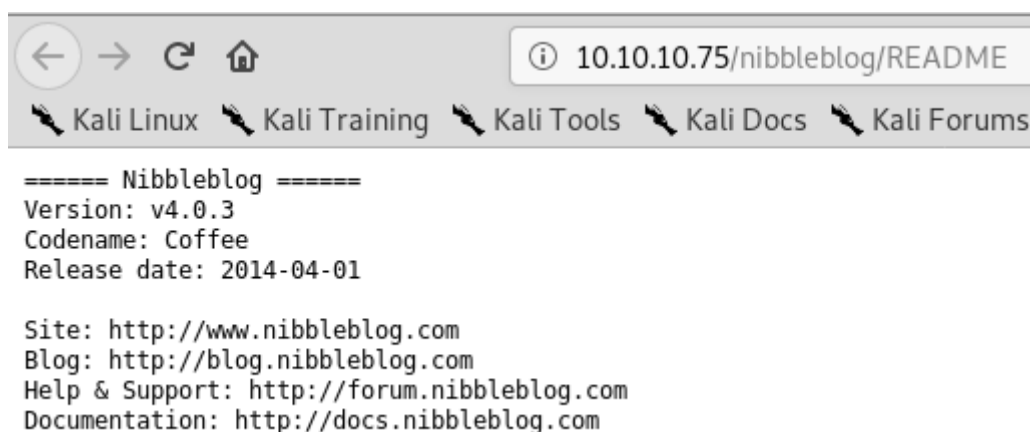 10.10.10.75/nibbleblog/README
Kali Linux Kali Training Kali Tools Kali Docs Kali Forums
====== Nibbleblog ======
Version: v4.0.3
Codename: Coffee
Release date: 2014-04-01
Site: http://www.nibbleblog.com
Blog: http://blog.nibbleblog.com
Help & Support: http://forum.nibbleblog.com
Documentation: http://docs.nibbleblog.com